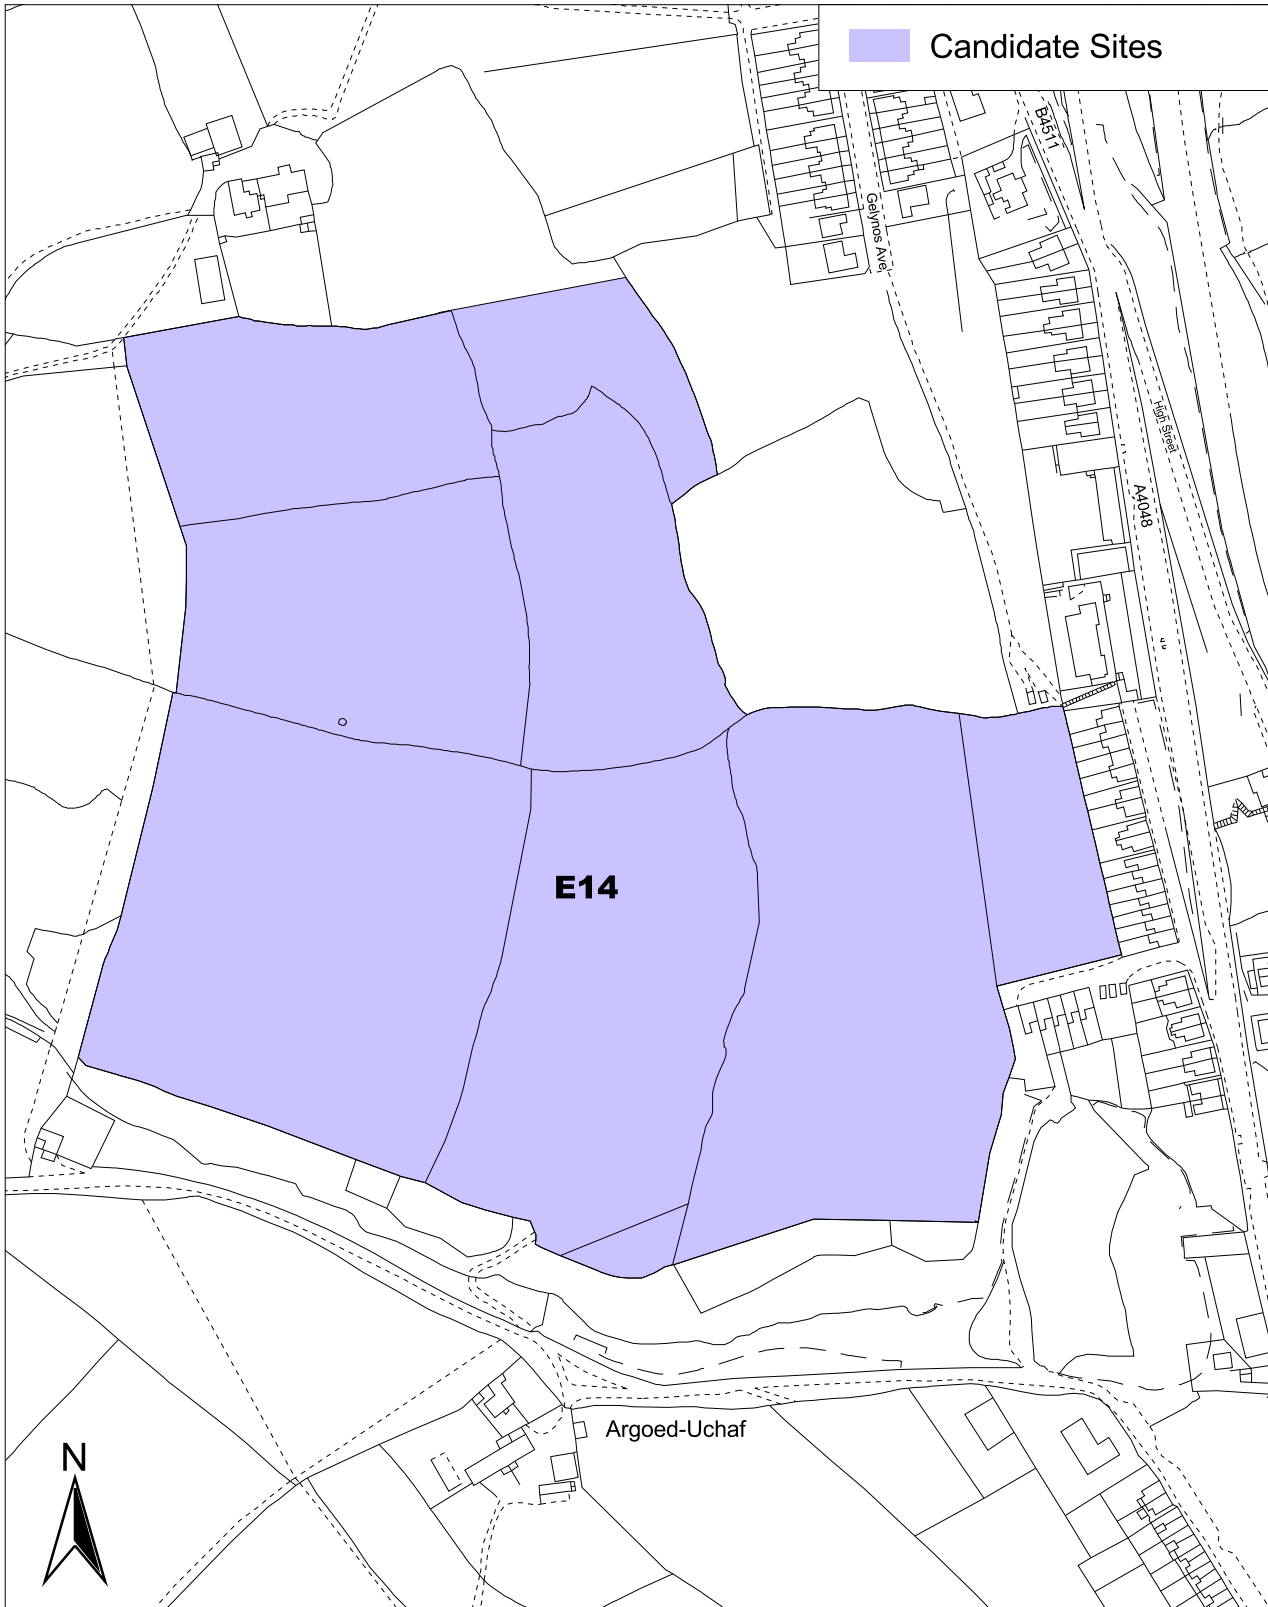 Candidate Sites
B4511
Gelynos Ave
High Street
A4048
E14
Argoed-Uchaf
N